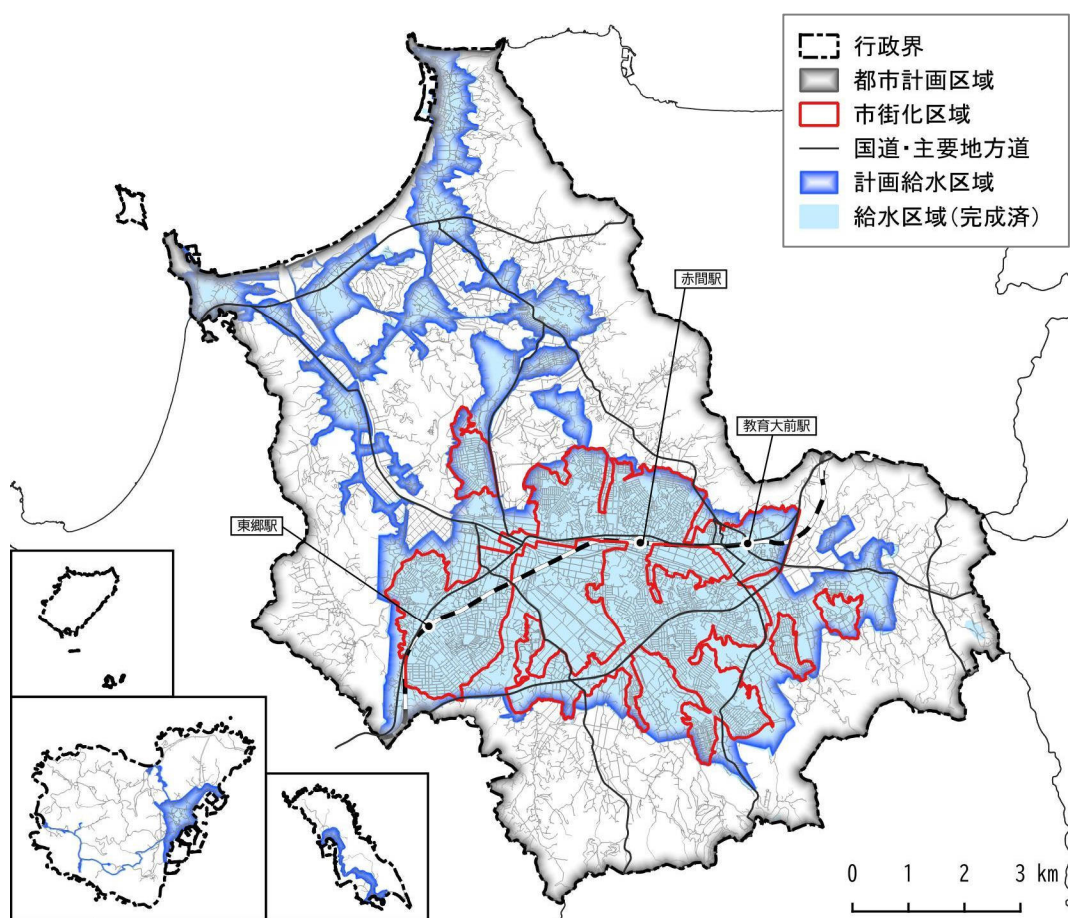 行政界
都市計画区域
市街化区域
国道・主要地方道
計画給水区域
給水区域(完成済)
赤間駅
教育大前駅
東郷駅
0 1 2 3 km